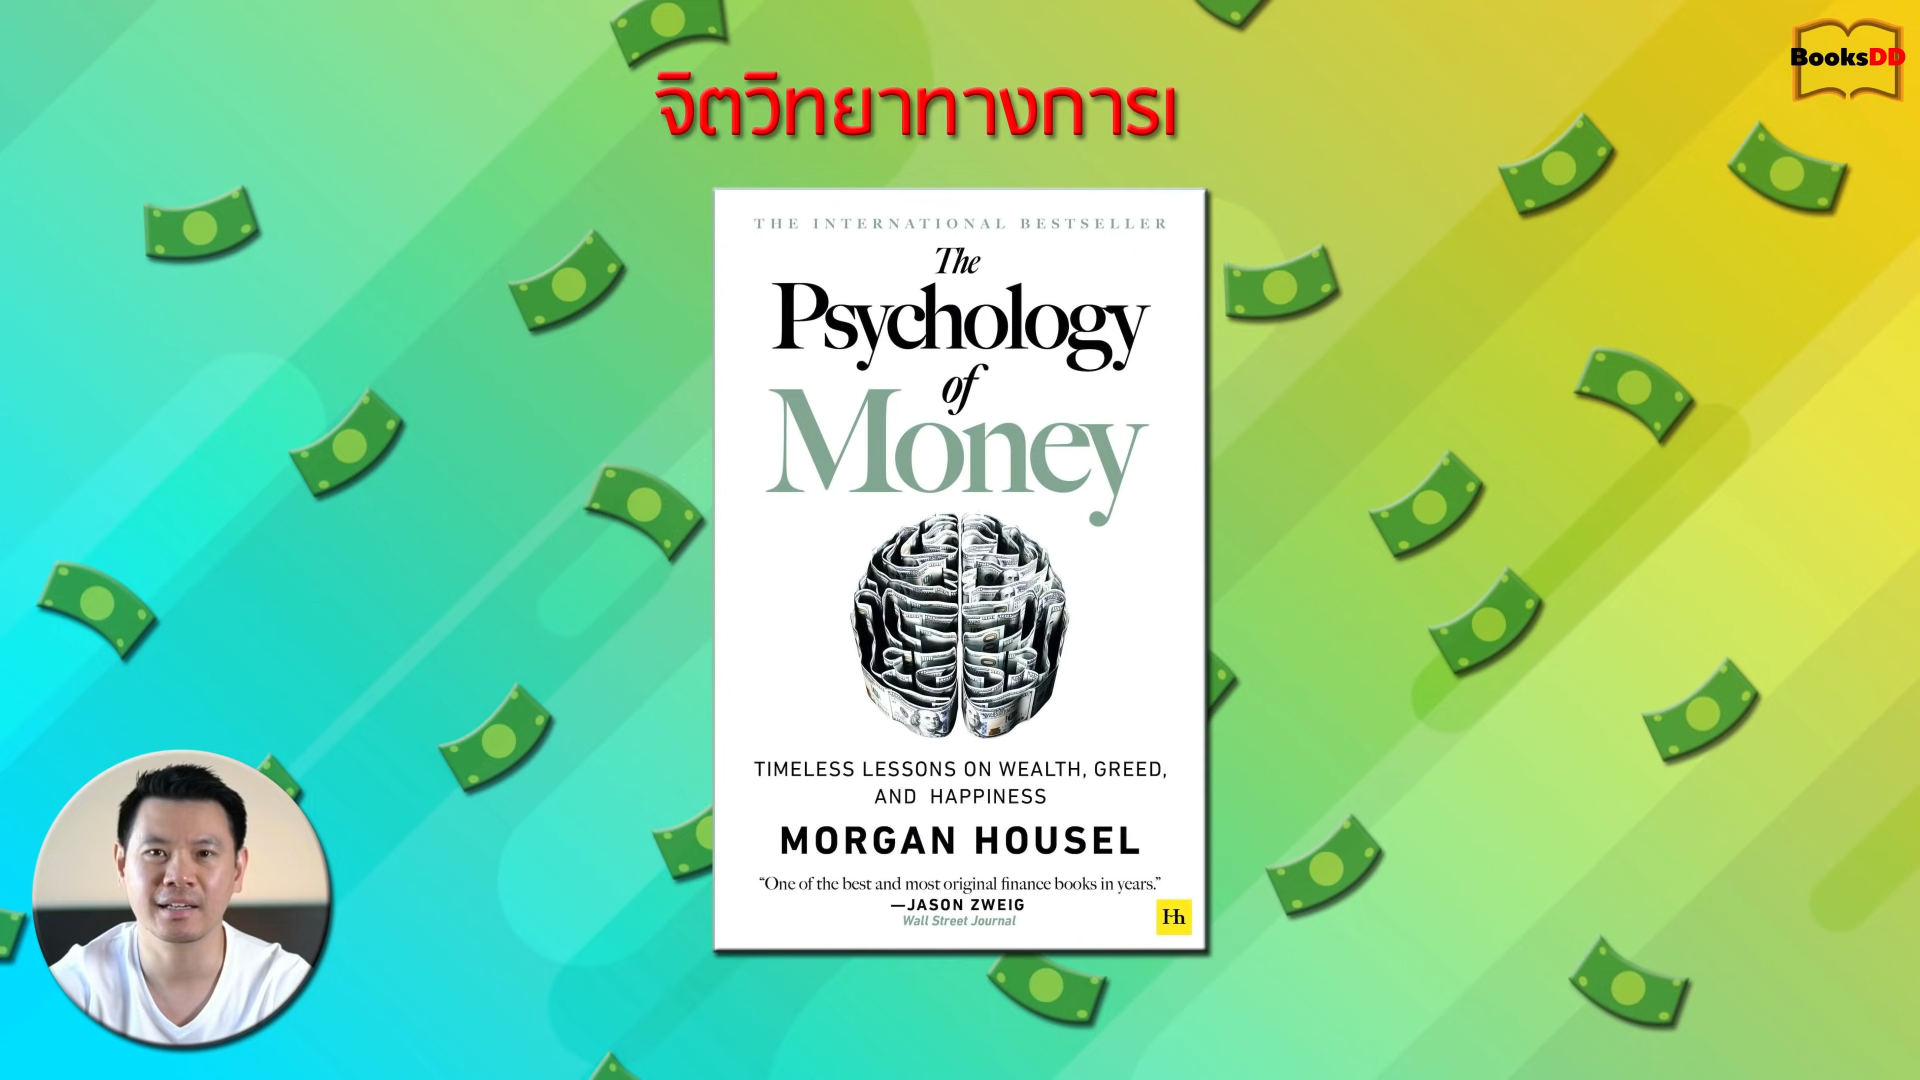 จิตวิทยาทางการเ
BooksDD
THE INTERNATIONAL BESTSELLER
The
Psychology
of
Money
TIMELESS LESSONS ON WEALTH, GREED,
AND HAPPINESS
MORGAN HOUSEL
“One of the best and most original finance books in years.”
—JASON ZWEIG
Wall Street Journal
Hh